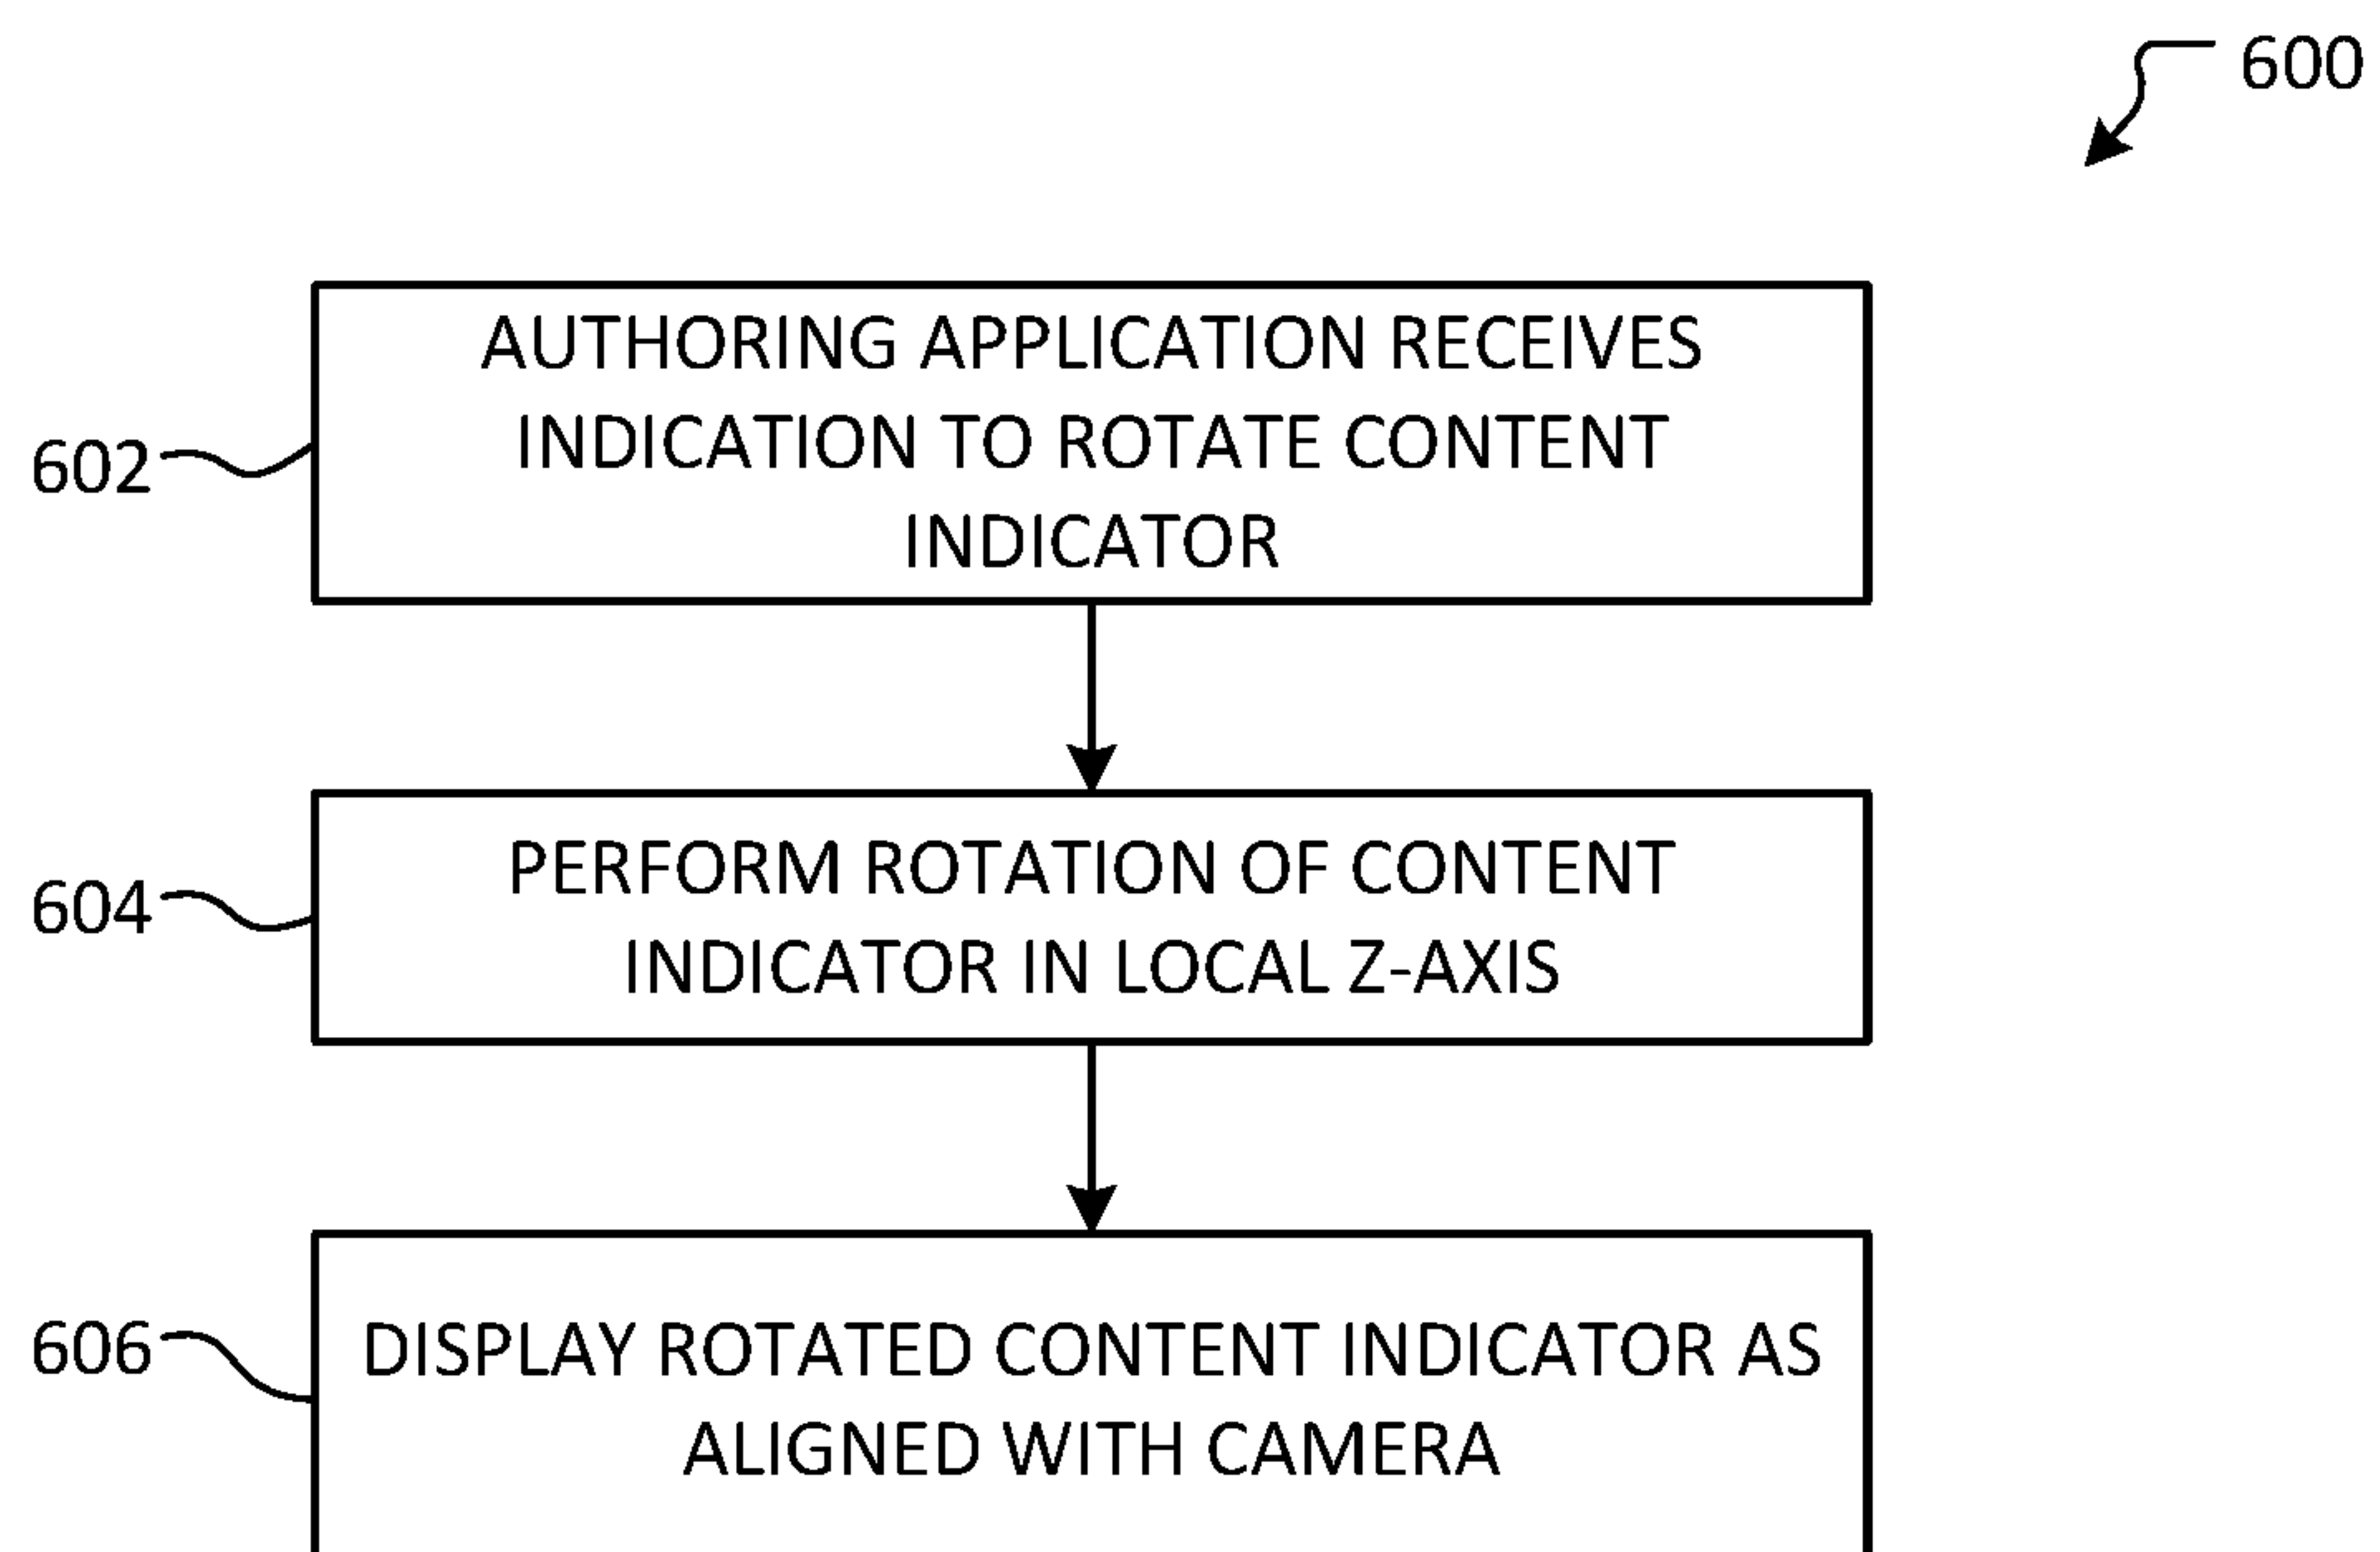 600
AUTHORING APPLICATION RECEIVES
INDICATION TO ROTATE CONTENT
INDICATOR
602
PERFORM ROTATION OF CONTENT
INDICATOR IN LOCAL Z-AXIS
604
DISPLAY ROTATED CONTENT INDICATOR AS
ALIGNED WITH CAMERA
606